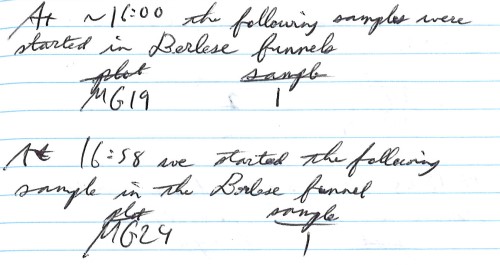 At ~16:00 the following samples were
started in Berlese funnels
plot sample
MG19 1
At 16:58 we started the following
sample in the Berlese funnel
plot sample
MG24 1